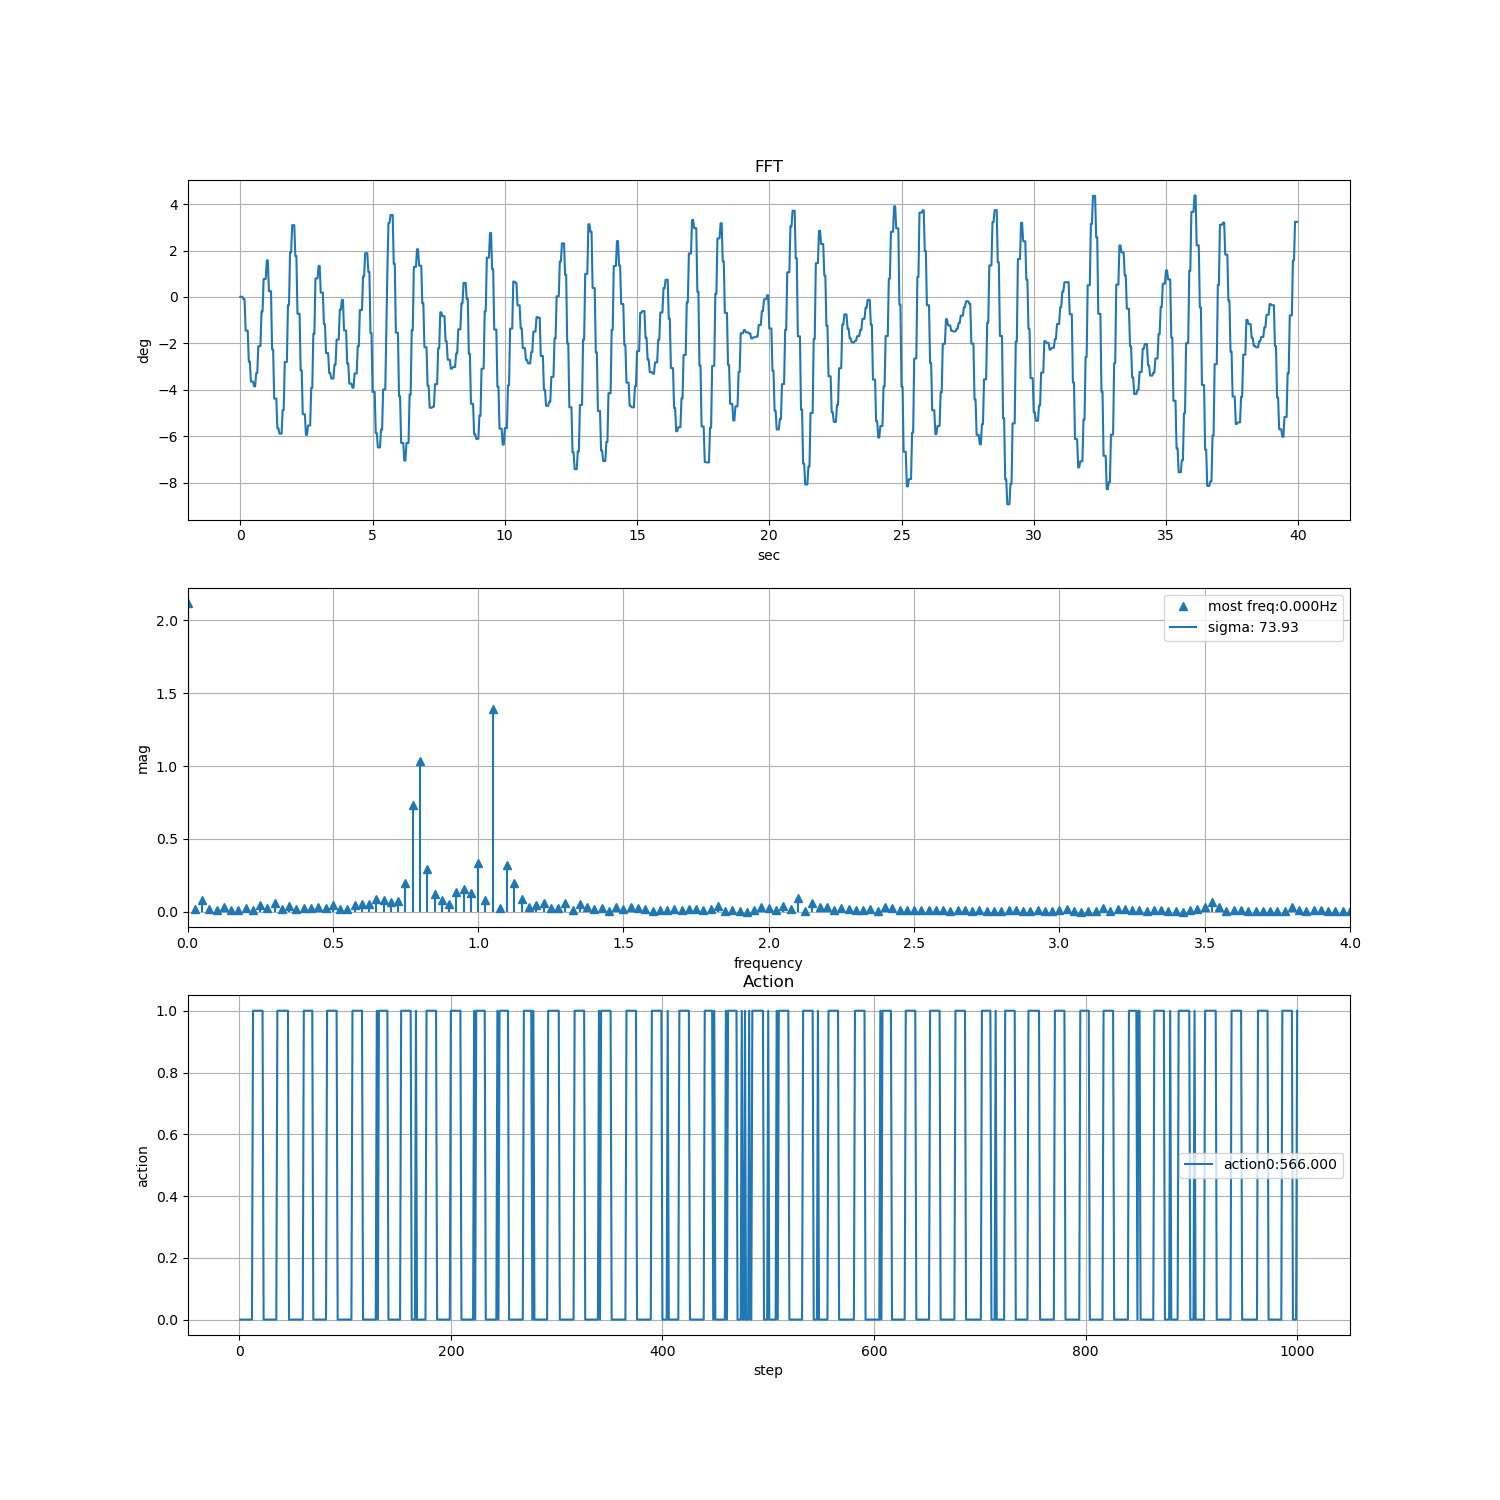 FFT
4
2
0
−2
−4
−6
−8
deg
0 5 10 15 20 25 30 35 40
sec
2.0
1.5
1.0
0.5
0.0
mag
most freq:0.000Hz
sigma: 73.93
0.0 0.5 1.0 1.5 2.0 2.5 3.0 3.5 4.0
frequency
Action
1.0
0.8
0.6
0.4
0.2
0.0
action
action0:566.000
0 200 400 600 800 1000
step